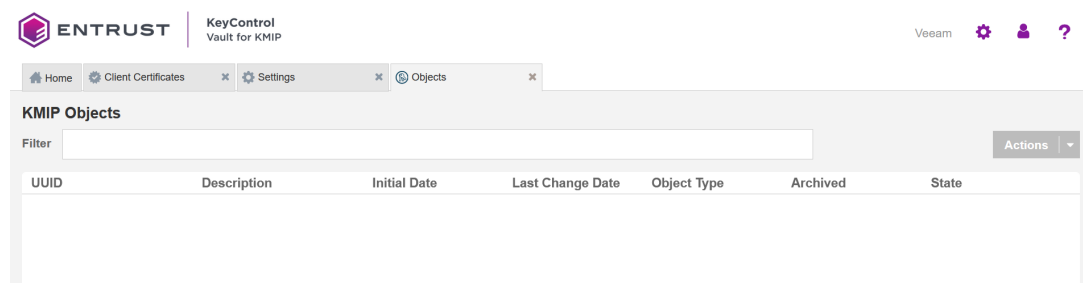 ENTRUST
KeyControl
Vault for KMIP
Veeam
?
Home
Client Certificates
Settings
Objects
KMIP Objects
Filter
Actions
UUID Description Initial Date Last Change Date Object Type Archived State